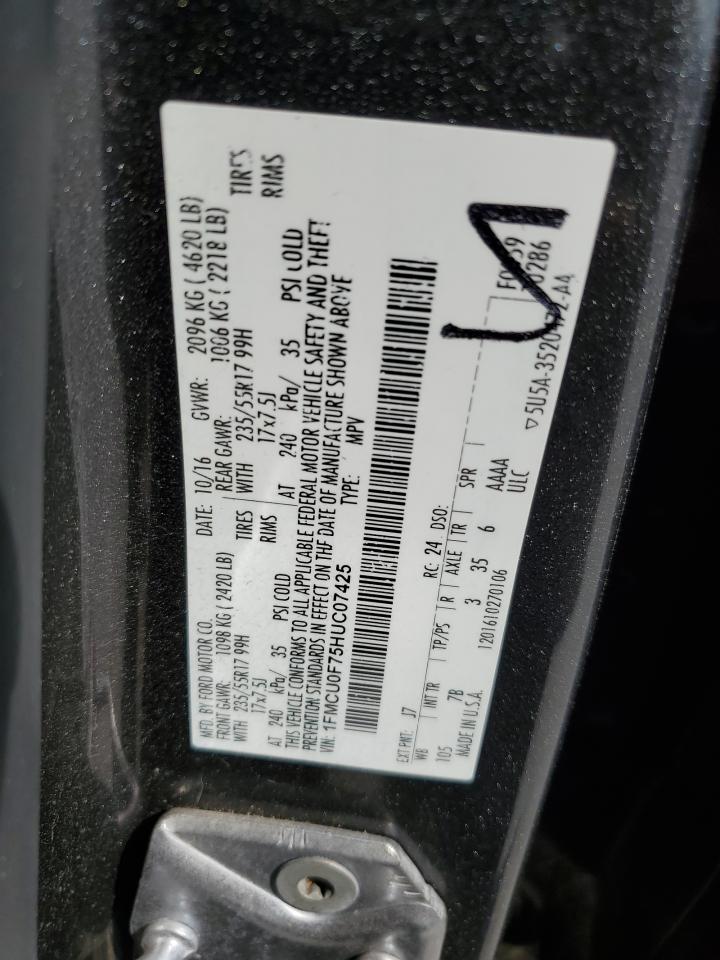 MFD. BY FORD MOTOR CO.
DATE: 10/16 GVWR: 2096 KG ( 4620 LB)
FRONT GAWR: 1098 KG ( 2420 LB) REAR GAWR: 1006 KG ( 2218 LB)
WITH 235/55R17 99H TIRES WITH 235/55R17 99H TIRES
17x7.5J RIMS 17x7.5J RIMS
AT 240 kPa/ 35 PSI COLD AT 240 kPa/ 35 PSI COLD
THIS VEHICLE CONFORMS TO ALL APPLICABLE FEDERAL MOTOR VEHICLE SAFETY AND THEFT
PREVENTION STANDARDS IN EFFECT ON THE DATE OF MANUFACTURE SHOWN ABOVE
VIN: 1FMCU0F75HUC07425 TYPE: MPV
EXT PNT: J7 RC: 24 DSO:
WB INT TR TP/PS R AXLE TR SPR
105 7B 3 35 6 AAAA
MADE IN U.S.A. 1201610270106 ULC
5U5A-3520